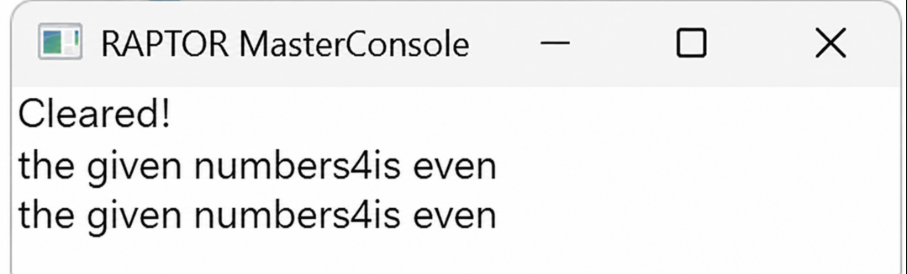 RAPTOR MasterConsole
Cleared!
the given numbers4is even
the given numbers4is even